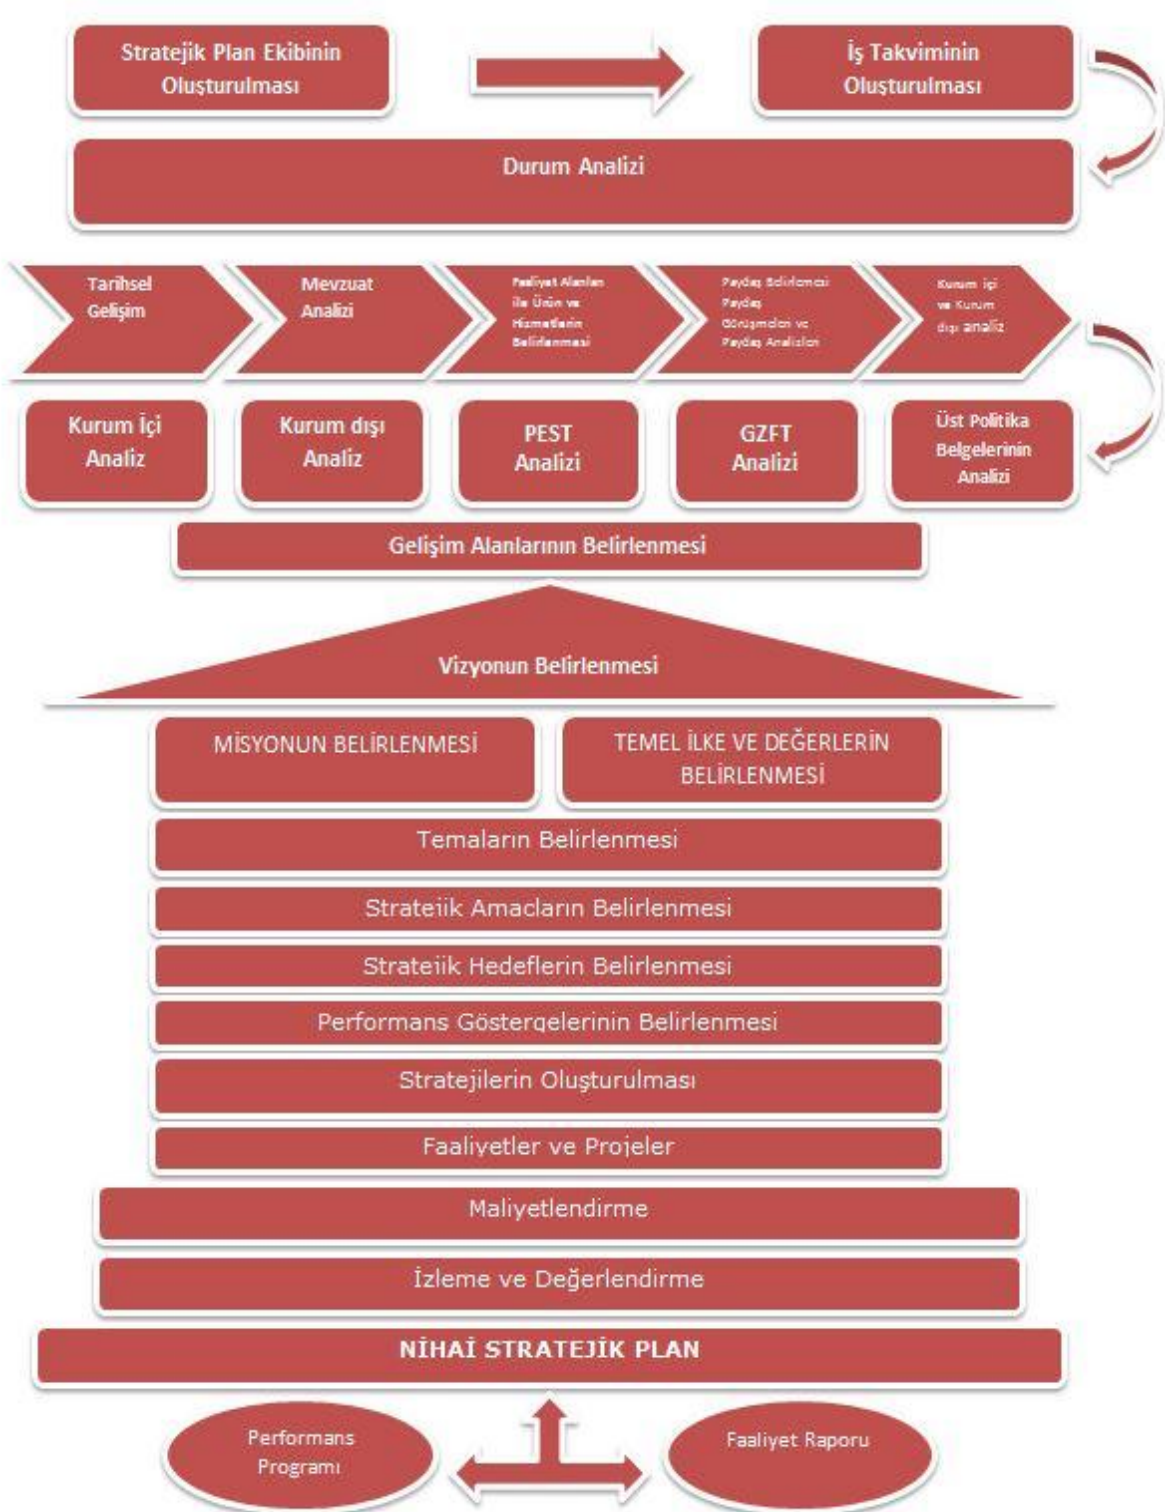 Stratejik Plan Ekibinin
Oluşturulması
İş Takviminin
Oluşturulması
Durum Analizi
Tarihsel
Gelişim
Mevzuat
Analizi
Faaliyet Alanları
ile Ürün ve
Hizmetlerin
Belirlenmesi
Paydaş Belirlemesi
Paydaş
Görüşmeleri ve
Paydaş Analizleri
Kurum içi
ve Kurum
dışı analiz
Kurum İçi
Analiz
Kurum dışı
Analiz
PEST
Analizi
GZFT
Analizi
Üst Politika
Belgelerinin
Analizi
Gelişim Alanlarının Belirlenmesi
Vizyonun Belirlenmesi
MİSYONUN BELİRLENMESİ
TEMEL İLKE VE DEĞERLERİN
BELİRLENMESİ
Temaların Belirlenmesi
Stratejik Amaçların Belirlenmesi
Stratejik Hedeflerin Belirlenmesi
Performans Göstergelerinin Belirlenmesi
Stratejilerin Oluşturulması
Faaliyetler ve Projeler
Maliyetlendirme
İzleme ve Değerlendirme
NİHAİ STRATEJİK PLAN
Performans
Programı
Faaliyet Raporu